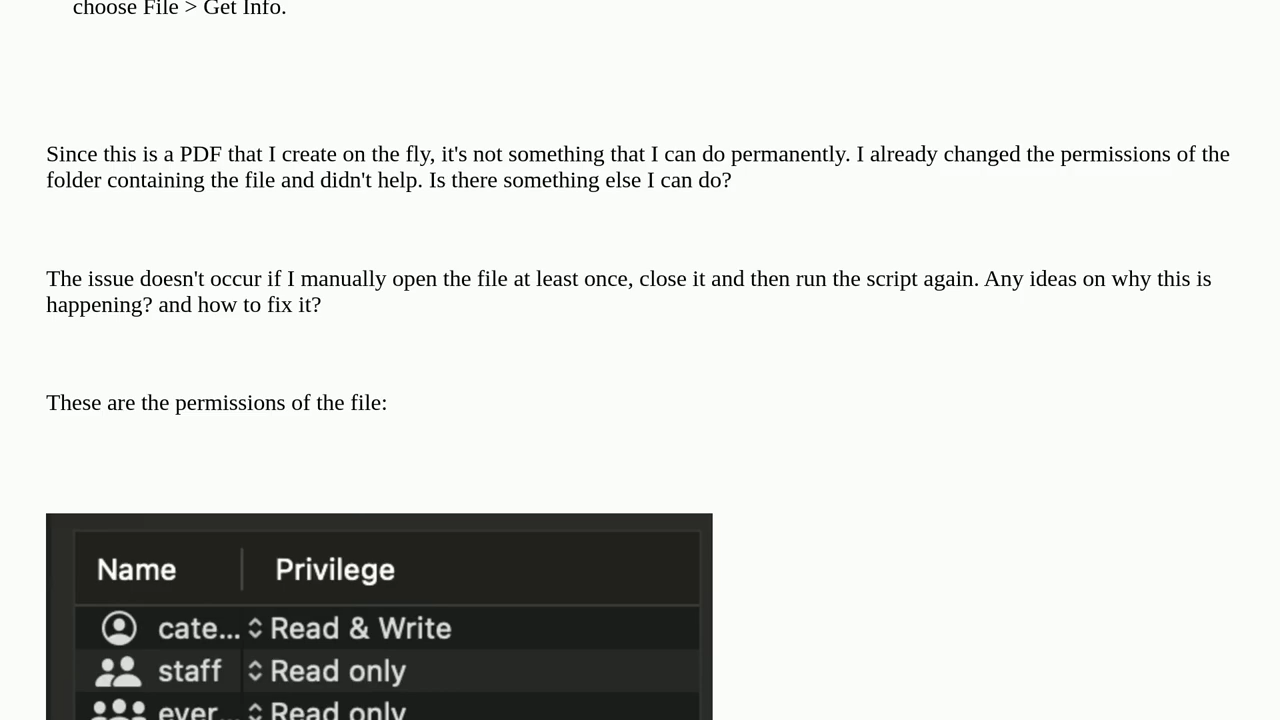 choose File > Get Info.
Since this is a PDF that I create on the fly, it's not something that I can do permanently. I already changed the permissions of the
folder containing the file and didn't help. Is there something else I can do?
The issue doesn't occur if I manually open the file at least once, close it and then run the script again. Any ideas on why this is
happening? and how to fix it?
These are the permissions of the file:
Name Privilege
cate... Read & Write
staff Read only
ever... Read only